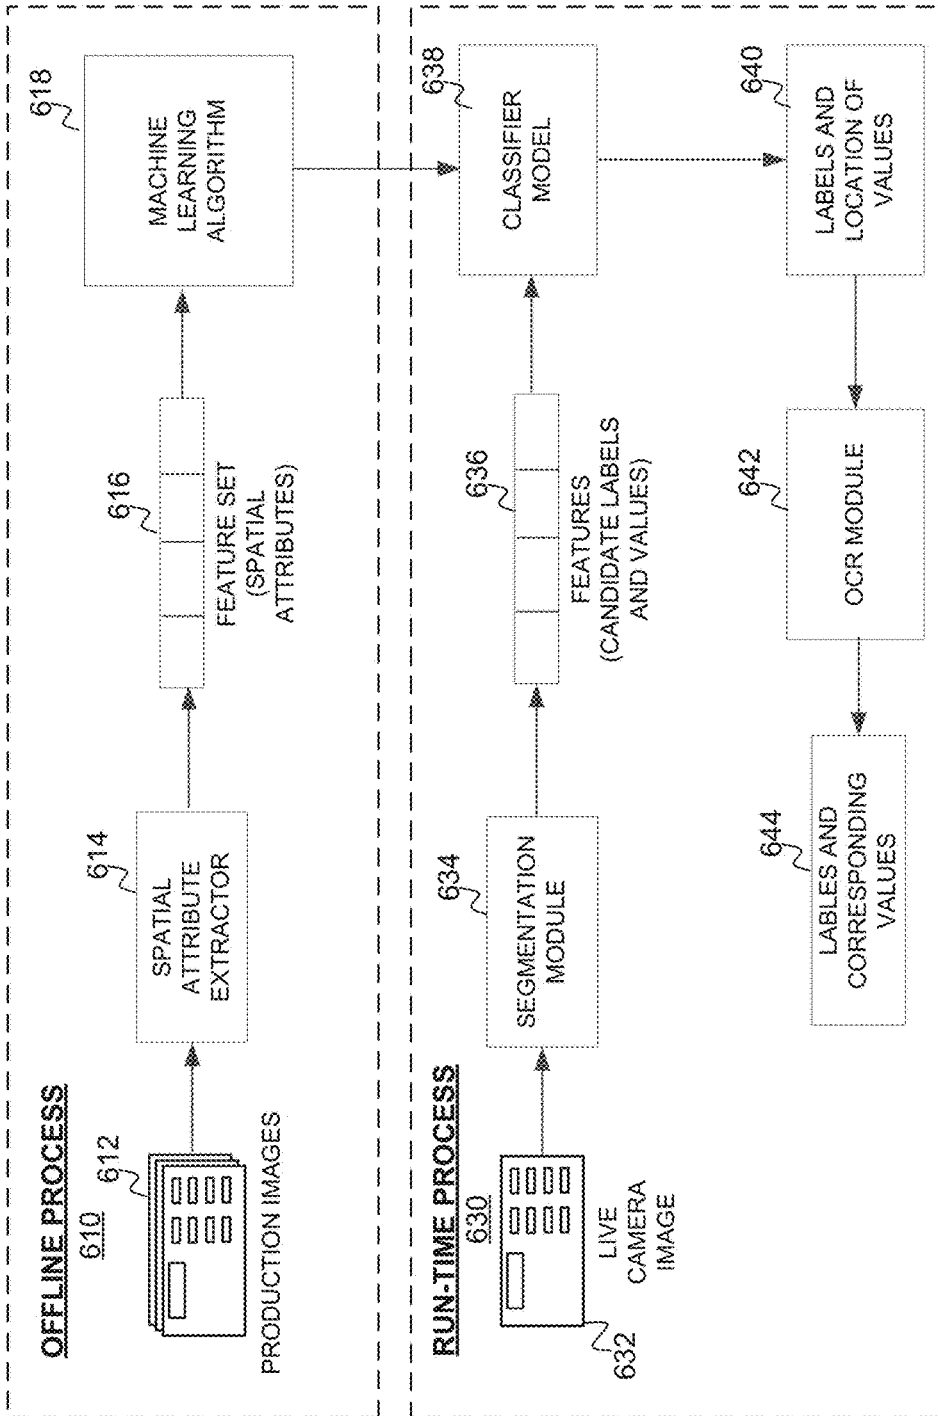 OFFLINE PROCESS
610
612
PRODUCTION IMAGES
614
SPATIAL
ATTRIBUTE
EXTRACTOR
616
FEATURE SET
(SPATIAL
ATTRIBUTES)
618
MACHINE
LEARNING
ALGORITHM
RUN-TIME PROCESS
630
632
LIVE
CAMERA
IMAGE
634
SEGMENTATION
MODULE
636
FEATURES
(CANDIDATE LABELS
AND VALUES)
638
CLASSIFIER
MODEL
640
LABELS AND
LOCATION OF
VALUES
642
OCR MODULE
644
LABLES AND
CORRESPONDING
VALUES